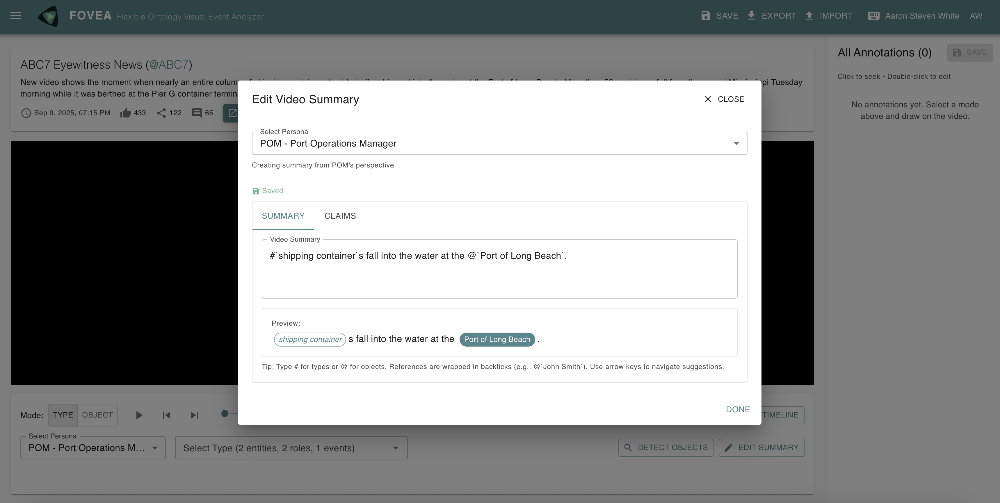 FOVEA Flexible Ontology Visual Event Analyzer
SAVE EXPORT IMPORT Aaron Steven White AW
ABC7 Eyewitness News (@ABC7)
New video shows the moment when nearly an entire colum
pi Tuesday
morning while it was berthed at the Pier G container termin
Sep 9, 2025, 07:15 PM 433 122 65
All Annotations (0) SAVE
Click to seek • Double-click to edit
No annotations yet. Select a mode
above and draw on the video.
Edit Video Summary
CLOSE
Select Persona
POM - Port Operations Manager
Creating summary from POM's perspective
Saved
SUMMARY CLAIMS
Video Summary
#`shipping container`s fall into the water at the @`Port of Long Beach`.
Preview:
shipping container s fall into the water at the Port of Long Beach .
Tip: Type # for types or @ for objects. References are wrapped in backticks (e.g., @`John Smith`). Use arrow keys to navigate suggestions.
DONE
Mode: TYPE OBJECT
TIMELINE
Select Persona
POM - Port Operations M...
Select Type (2 entities, 2 roles, 1 events)
DETECT OBJECTS EDIT SUMMARY